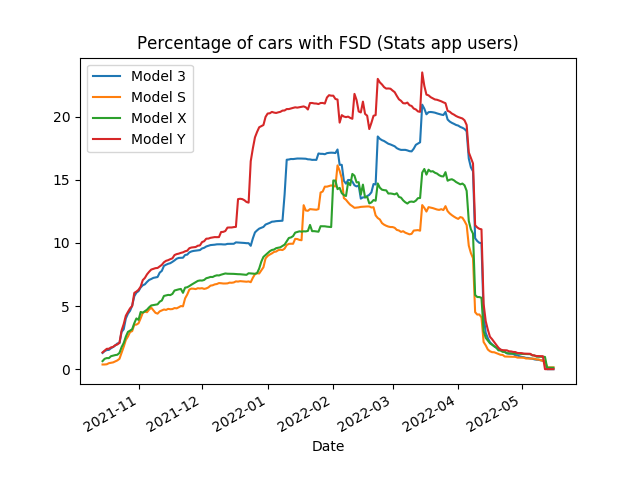 Percentage of cars with FSD (Stats app users)
Model 3
Model S
Model X
Model Y
20
15
10
5
0
2021-11
2021-12
2022-01
2022-02
2022-03
2022-04
2022-05
Date